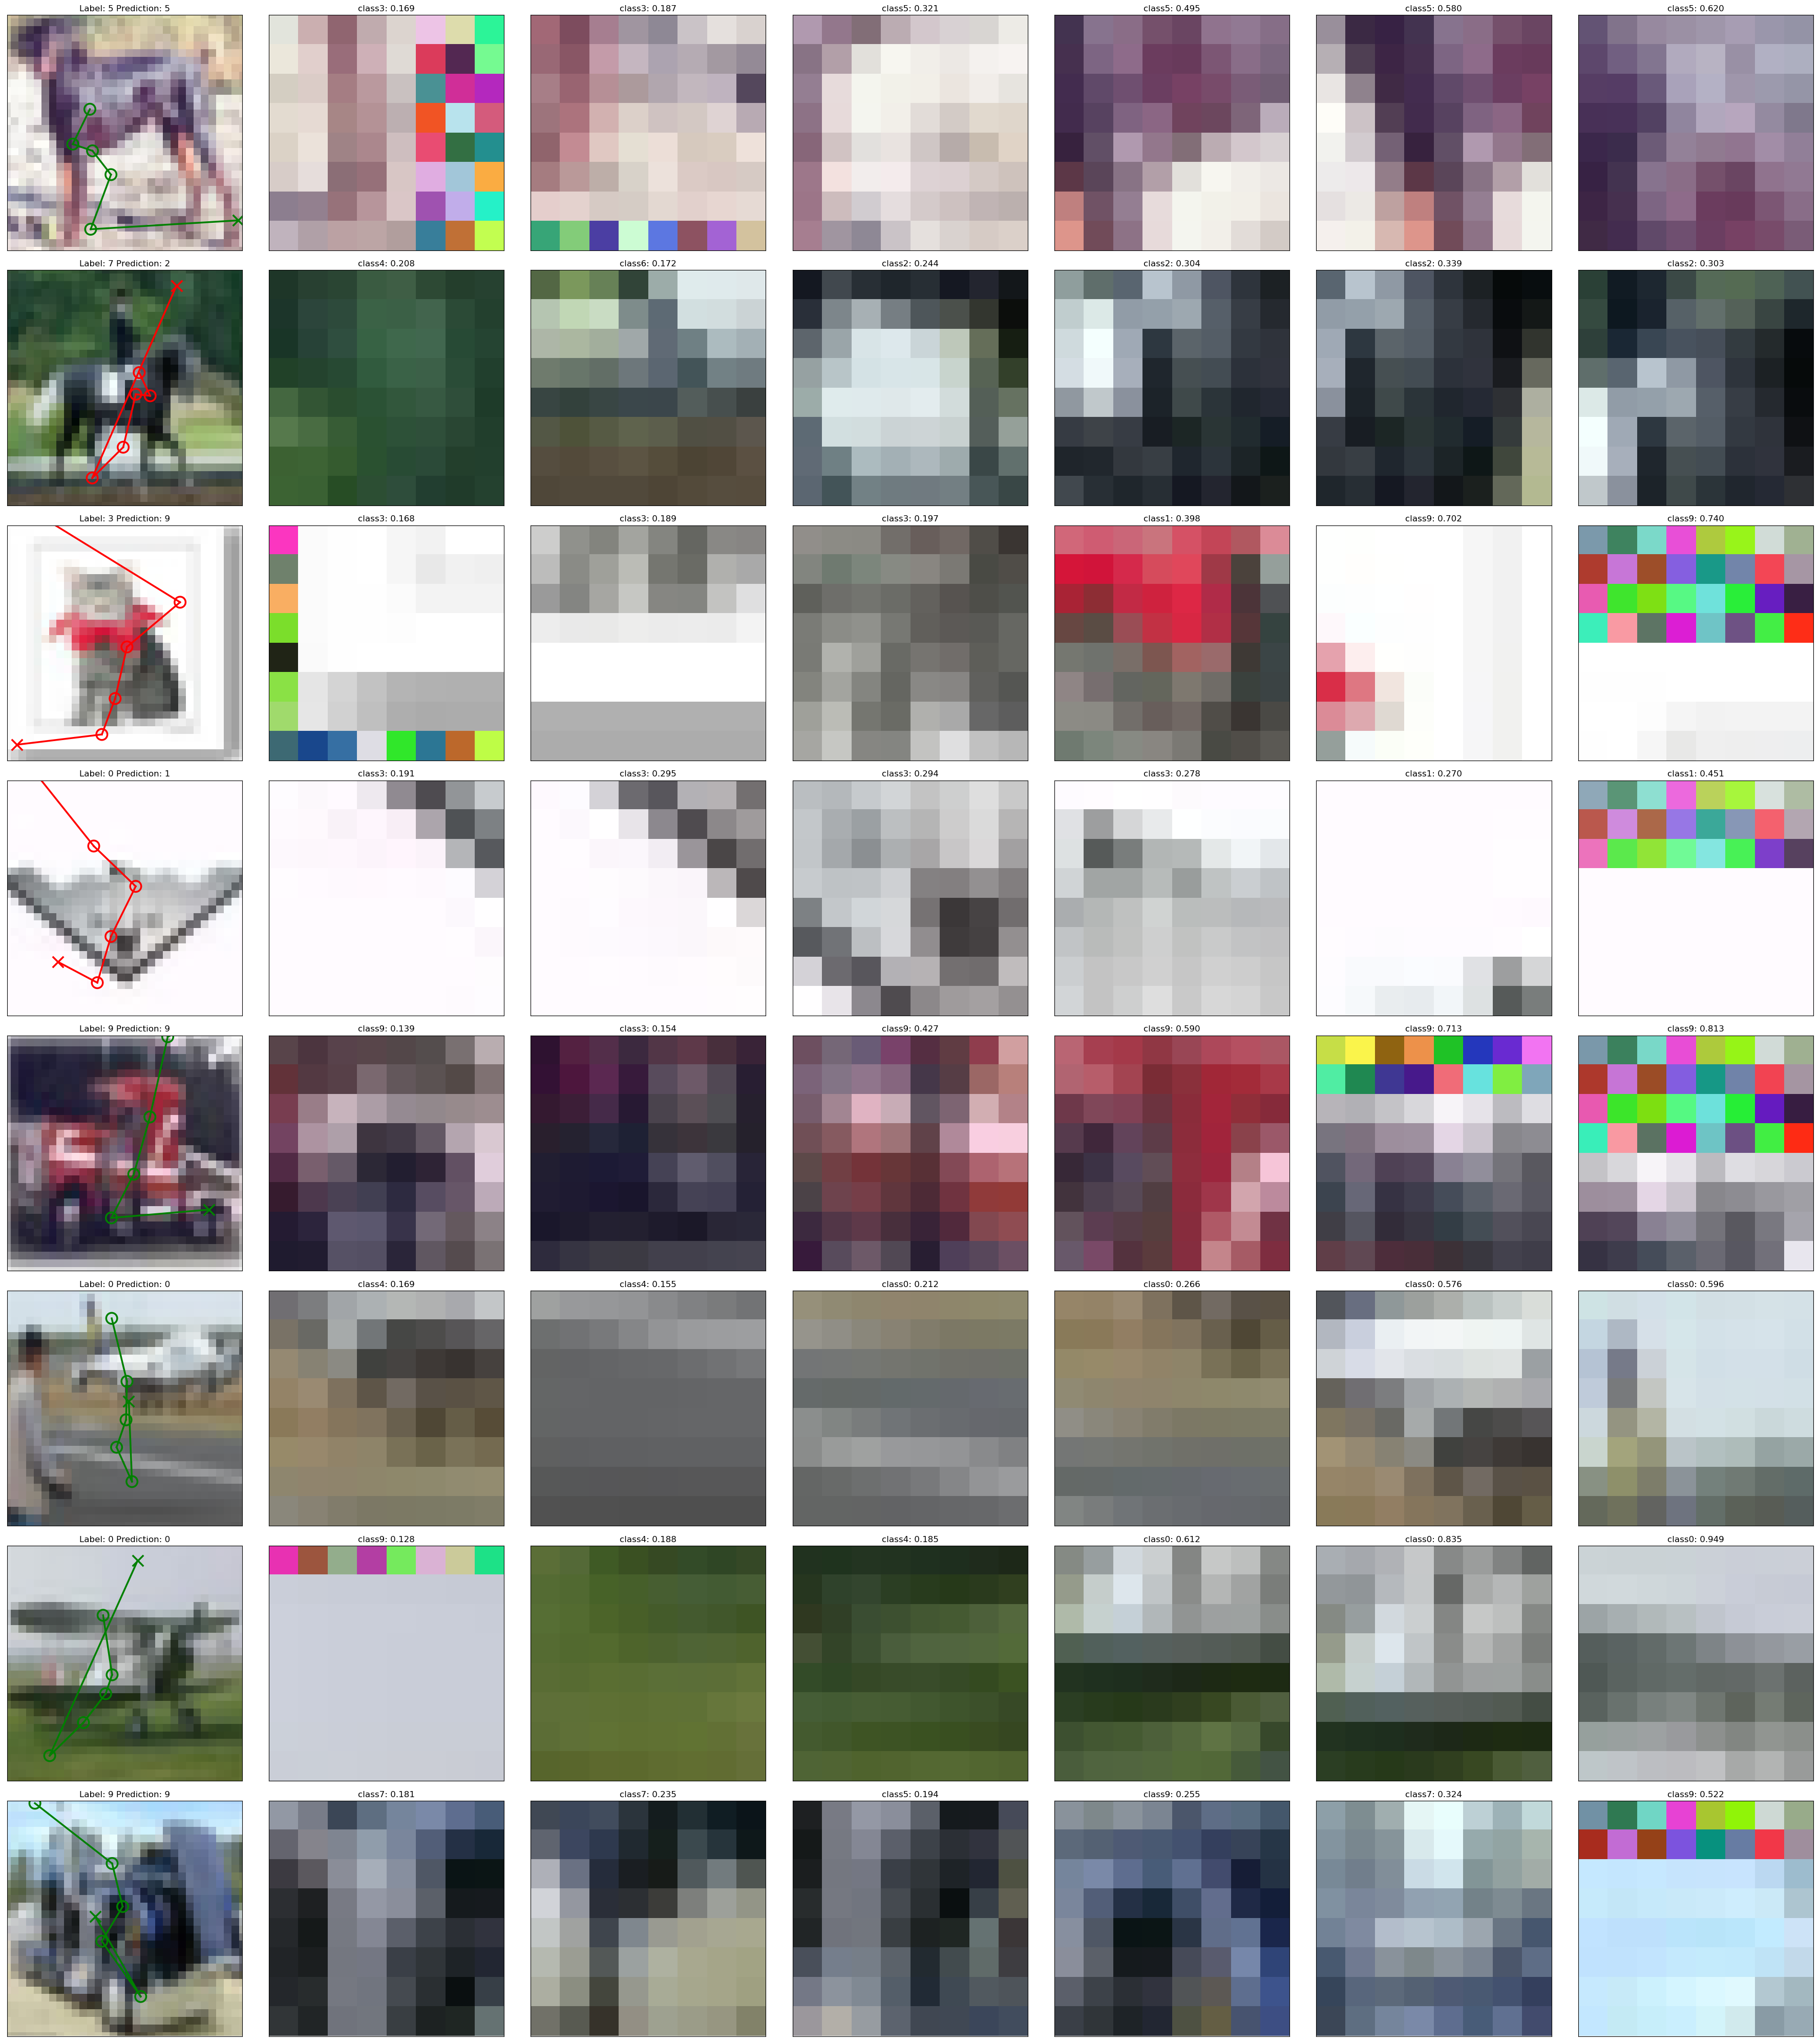 Label: 5 Prediction: 5 class3: 0.169 class3: 0.187 class5: 0.321 class5: 0.495 class5: 0.580 class5: 0.620
Label: 7 Prediction: 2 class4: 0.208 class6: 0.172 class2: 0.244 class2: 0.304 class2: 0.339 class2: 0.303
Label: 3 Prediction: 9 class3: 0.168 class3: 0.189 class3: 0.197 class1: 0.398 class9: 0.702 class9: 0.740
Label: 0 Prediction: 1 class3: 0.191 class3: 0.295 class3: 0.294 class3: 0.278 class1: 0.270 class1: 0.451
Label: 9 Prediction: 9 class9: 0.139 class3: 0.154 class9: 0.427 class9: 0.590 class9: 0.713 class9: 0.813
Label: 0 Prediction: 0 class4: 0.169 class4: 0.155 class0: 0.212 class0: 0.266 class0: 0.576 class0: 0.596
Label: 0 Prediction: 0 class9: 0.128 class4: 0.188 class4: 0.185 class0: 0.612 class0: 0.835 class0: 0.949
Label: 9 Prediction: 9 class7: 0.181 class7: 0.235 class5: 0.194 class9: 0.255 class7: 0.324 class9: 0.522